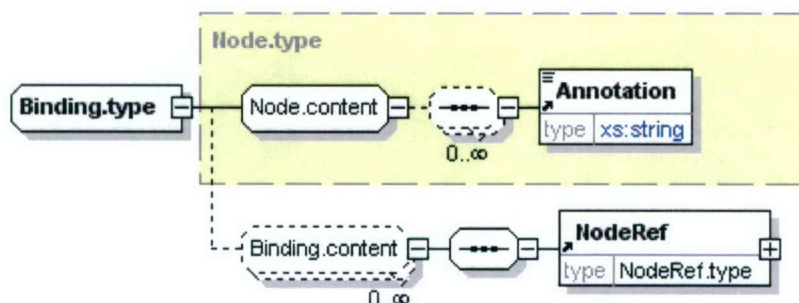 Node.type
Binding.type
Node.content
0..∞
Annotation
type xs:string
Binding.content
0..∞
NodeRef
type NodeRef.type